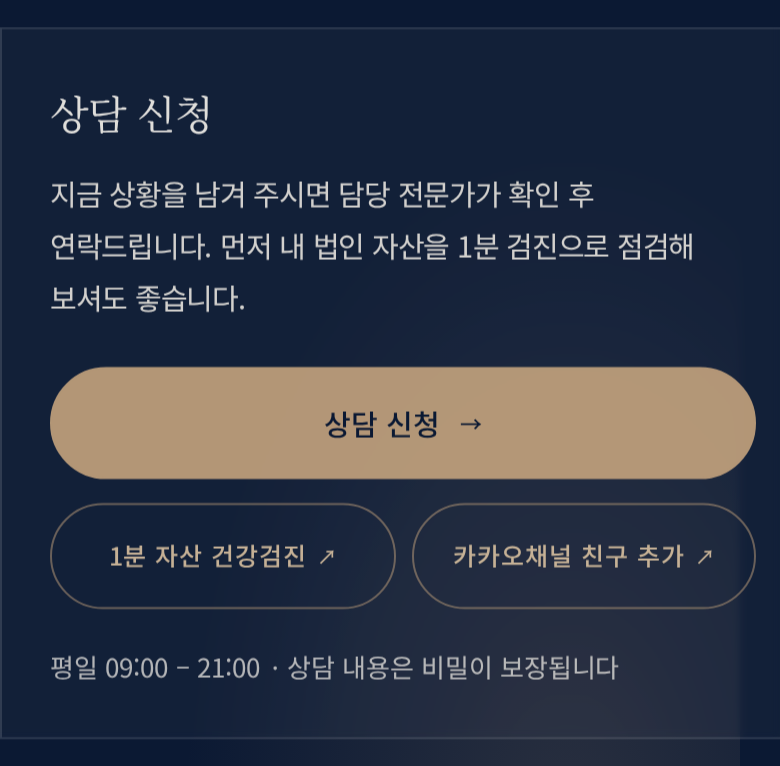 상담 신청
지금 상황을 남겨 주시면 담당 전문가가 확인 후
연락드립니다. 먼저 내 법인 자산을 1분 검진으로 점검해
보셔도 좋습니다.
상담 신청 →
1분 자산 건강검진 ↗
카카오채널 친구 추가 ↗
평일 09:00 – 21:00 · 상담 내용은 비밀이 보장됩니다